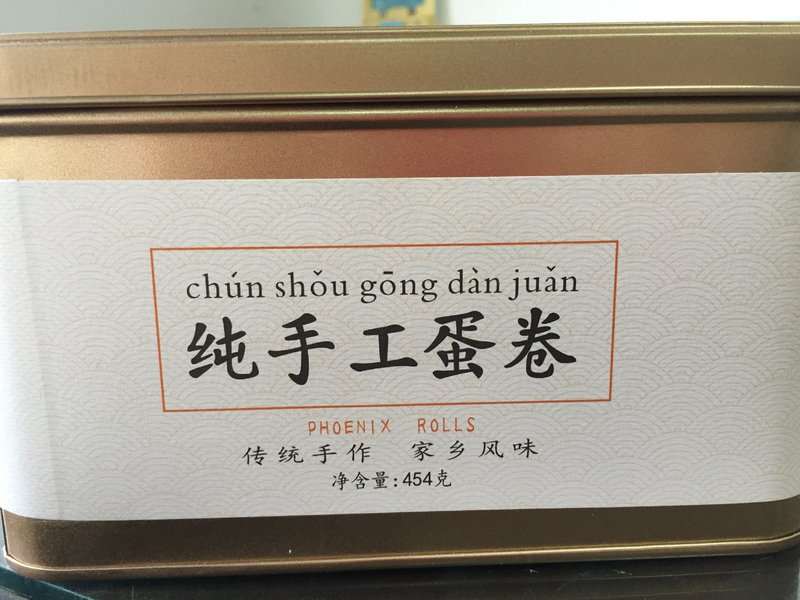 chún shǒu gōng dàn juǎn
纯手工蛋卷
PHOENIX ROLLS
传统手作 家乡风味
净含量:454克